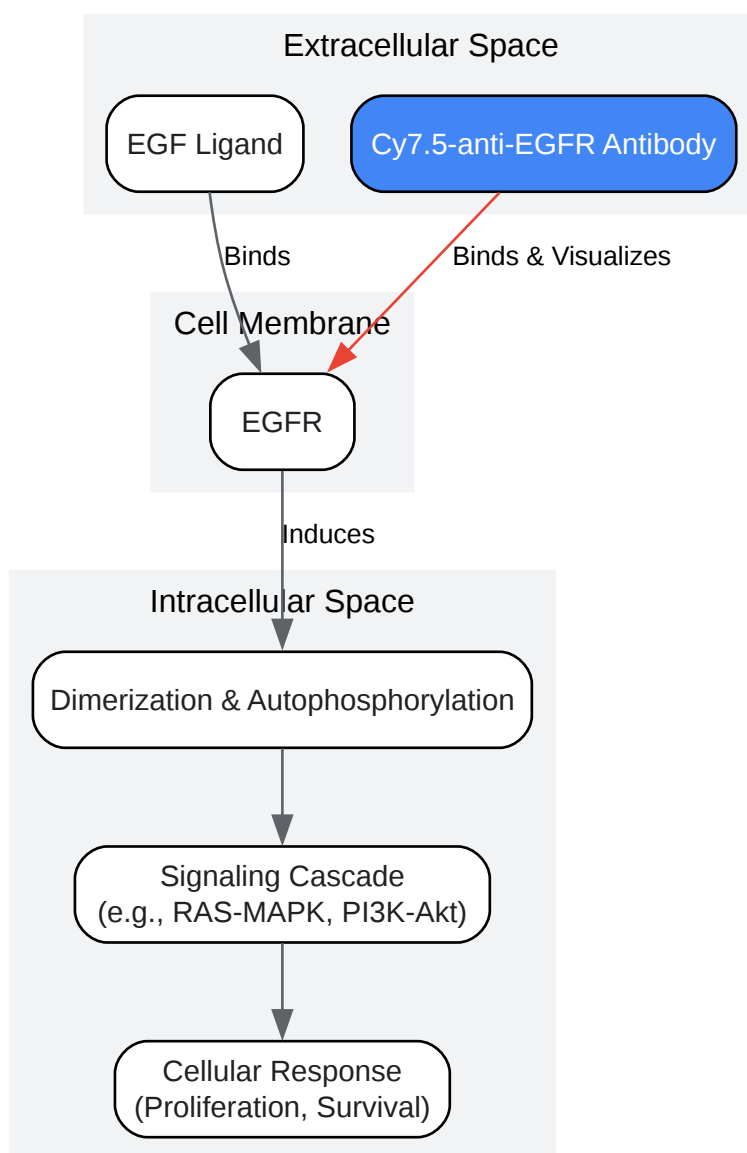 Extracellular Space
EGF Ligand
Cy7.5-anti-EGFR Antibody
Binds
Binds & Visualizes
Cell Membrane
EGFR
Induces
Intracellular Space
Dimerization & Autophosphorylation
Signaling Cascade
(e.g., RAS-MAPK, PI3K-Akt)
Cellular Response
(Proliferation, Survival)